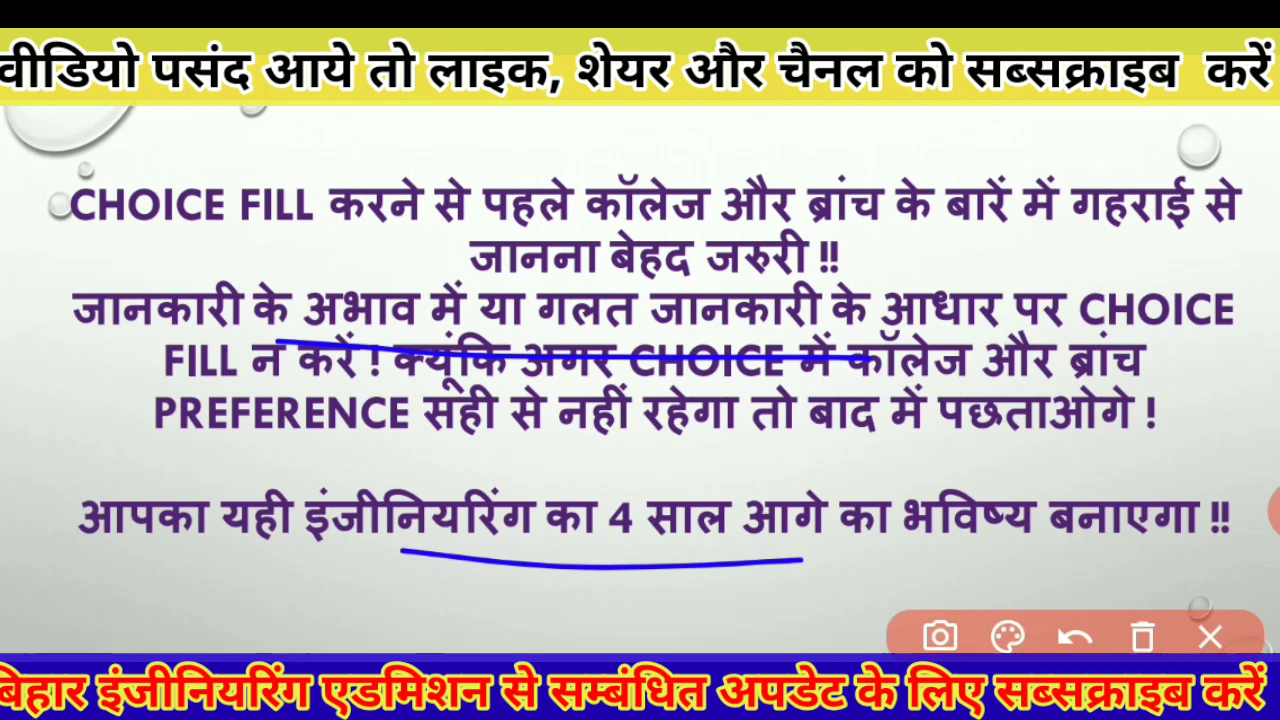 वीडियो पसंद आये तो लाइक, शेयर और चैनल को सब्सक्राइब करें
CHOICE FILL करने से पहले कॉलेज और ब्रांच के बारें में गहराई से
जानना बेहद जरुरी !!
जानकारी के अभाव में या गलत जानकारी के आधार पर CHOICE
FILL न करें ! क्यूंकि अगर CHOICE में कॉलेज और ब्रांच
PREFERENCE सही से नहीं रहेगा तो बाद में पछताओगे !
आपका यही इंजीनियरिंग का 4 साल आगे का भविष्य बनाएगा !!
बिहार इंजीनियरिंग एडमिशन से सम्बंधित अपडेट के लिए सब्सक्राइब करें